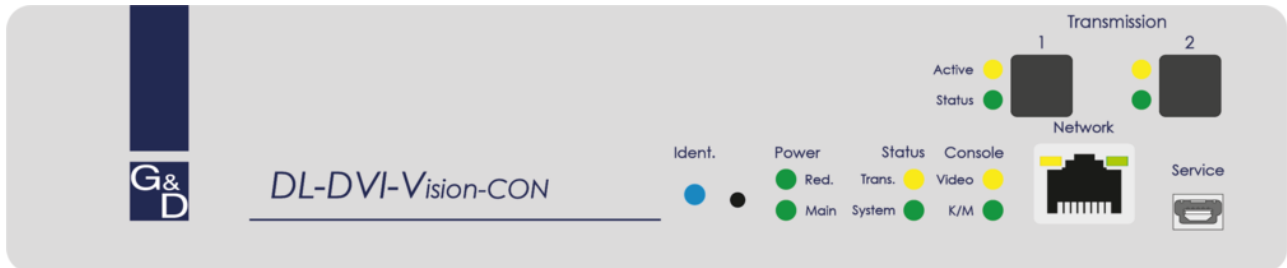 Transmission
1 2
Active
Status
Network
Ident. Power Status Console
Service
G&D
DL-DVI-Vision-CON
Red. Trans. Video
Main System K/M